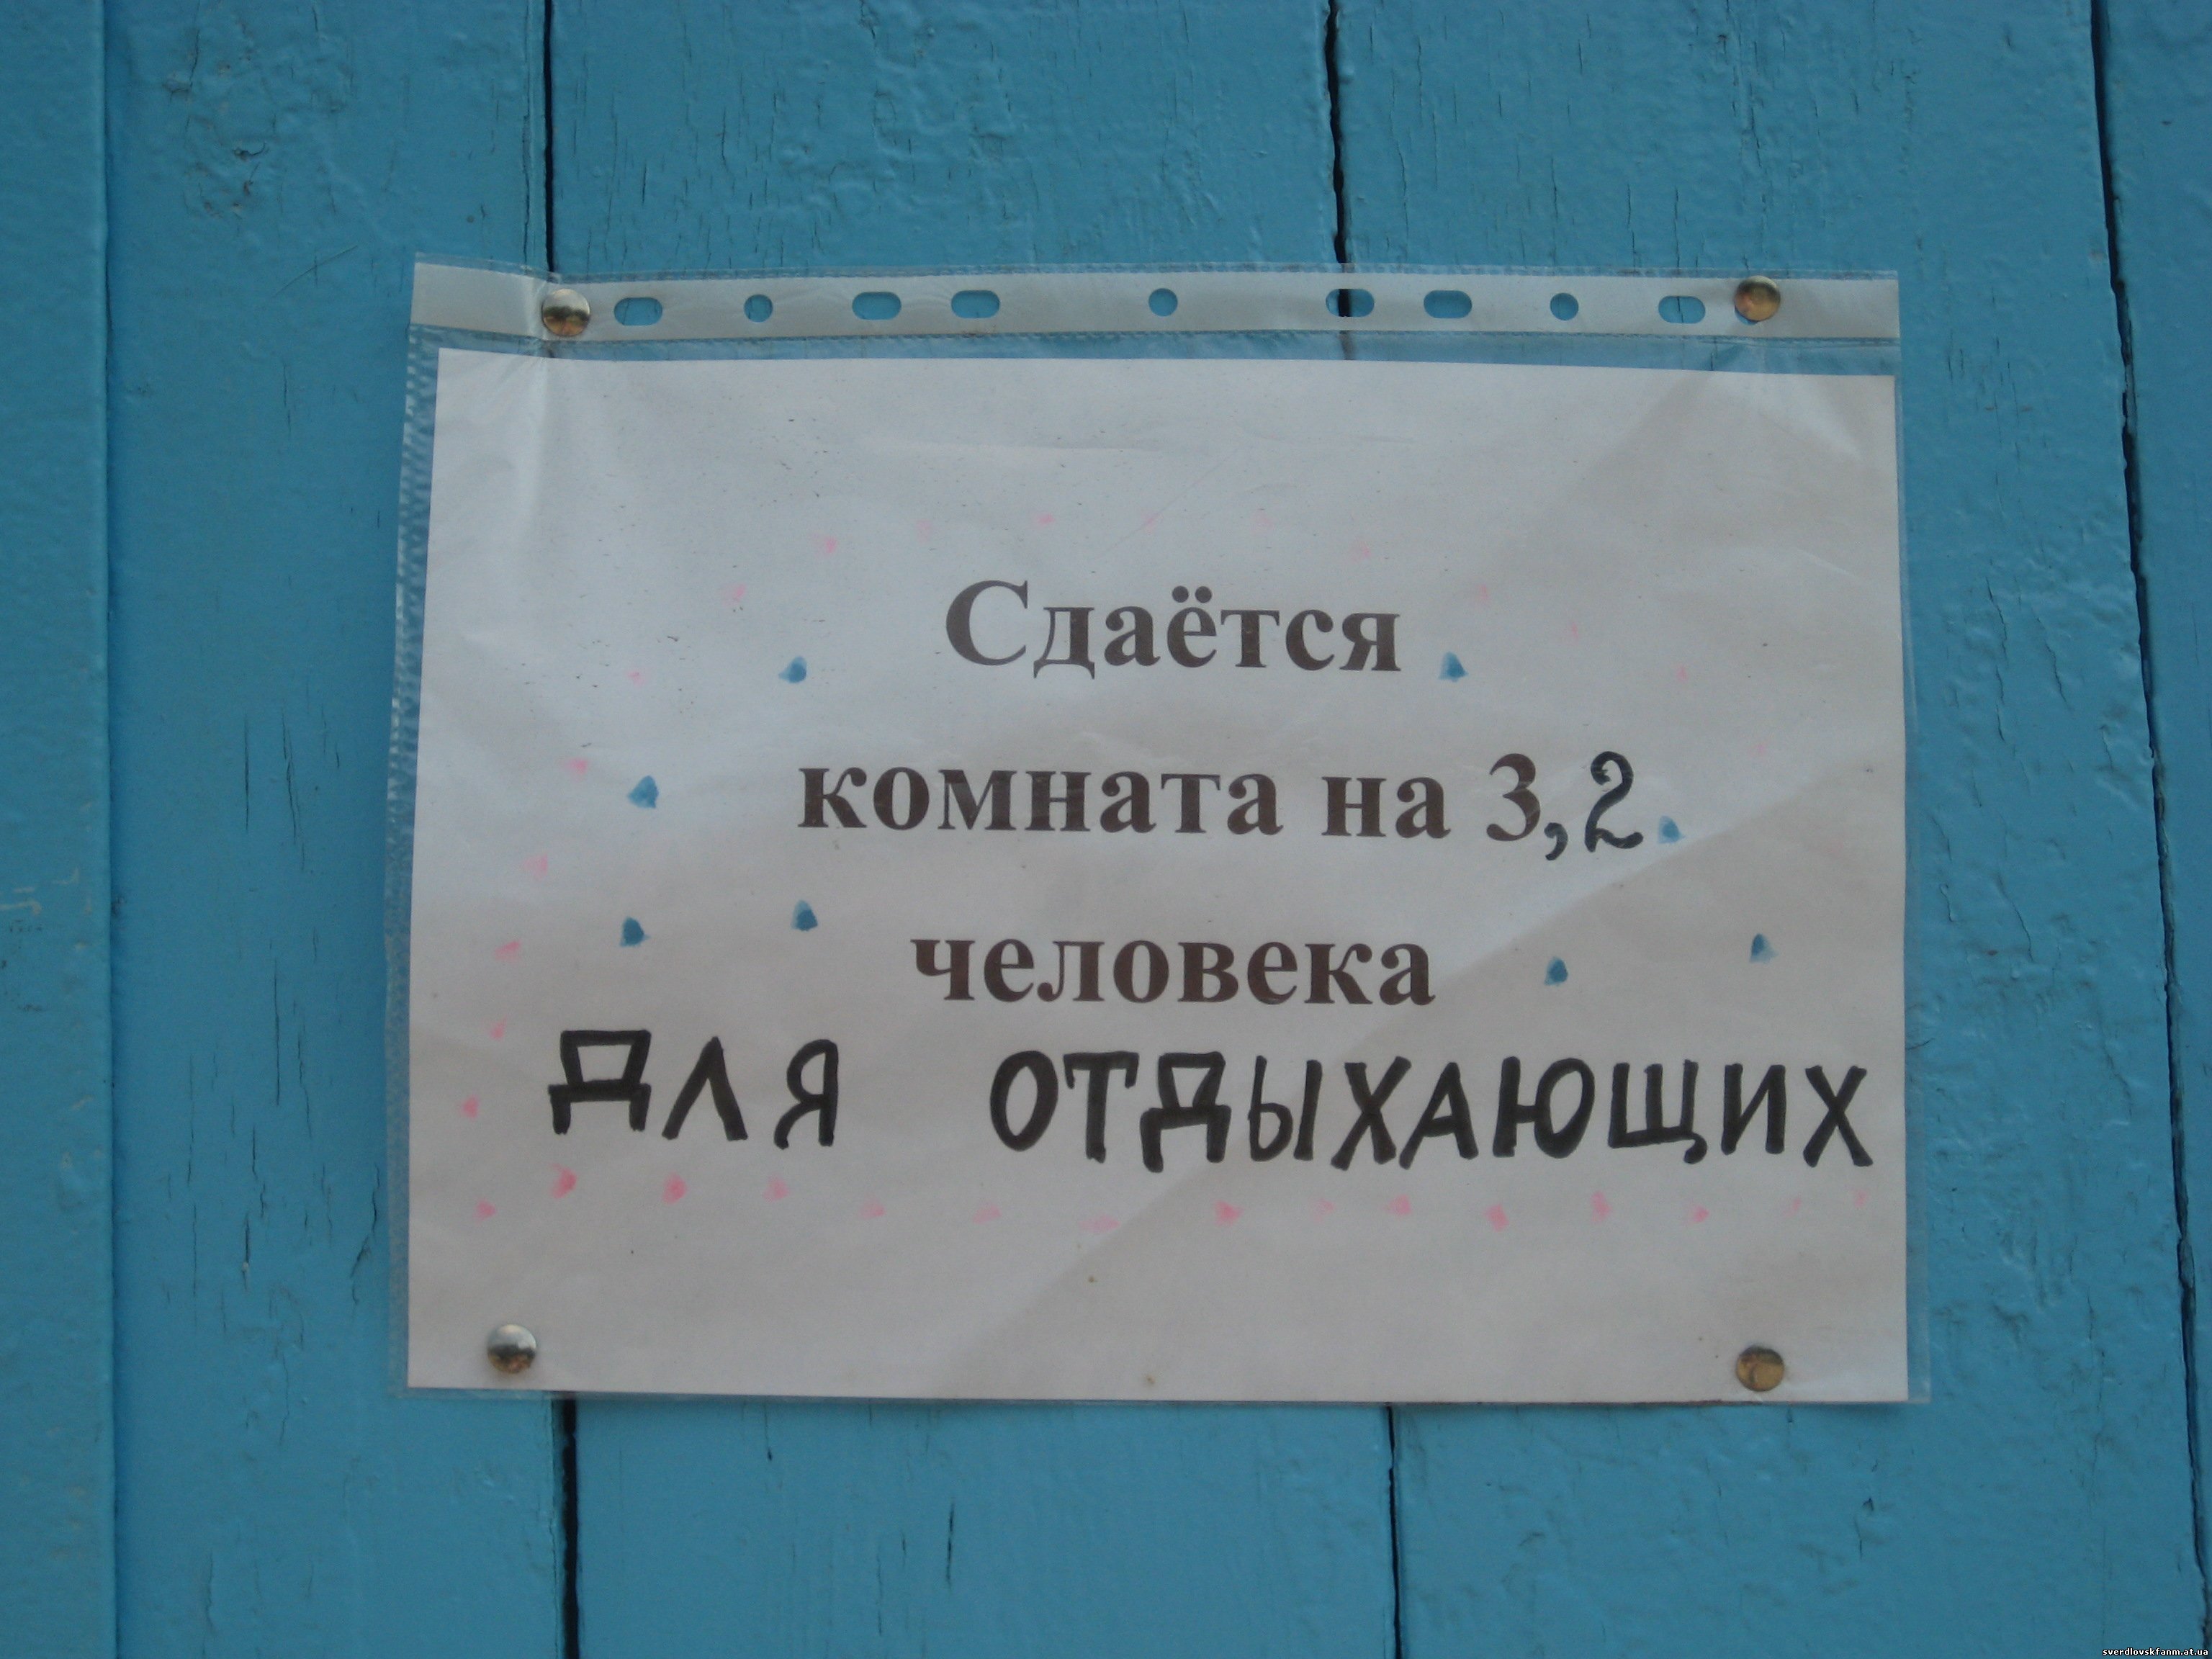 Сдаётся
комната на 3,2
человека
ДЛЯ ОТДЫХАЮЩИХ
sverdlovskfanm.at.ua